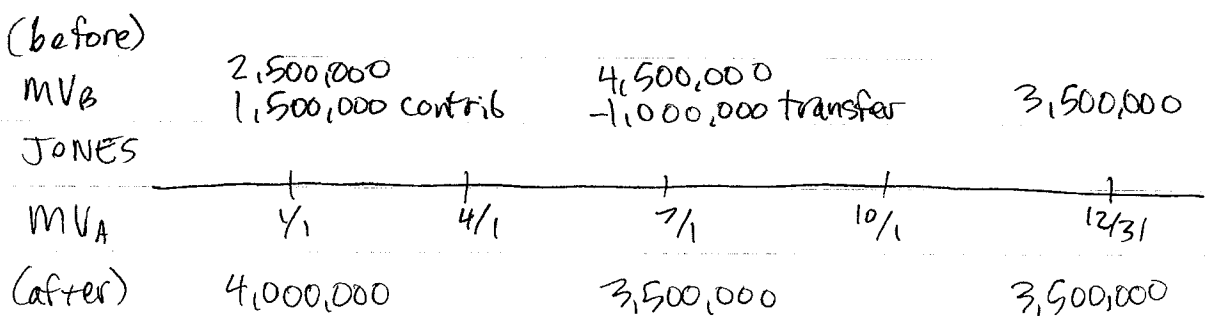 (before)
2,500,000 4,500,000
MVB 1,500,000 contrib -1,000,000 transfer 3,500,000
JONES
MVA 1/1 4/1 7/1 10/1 12/31
(after) 4,000,000 3,500,000 3,500,000